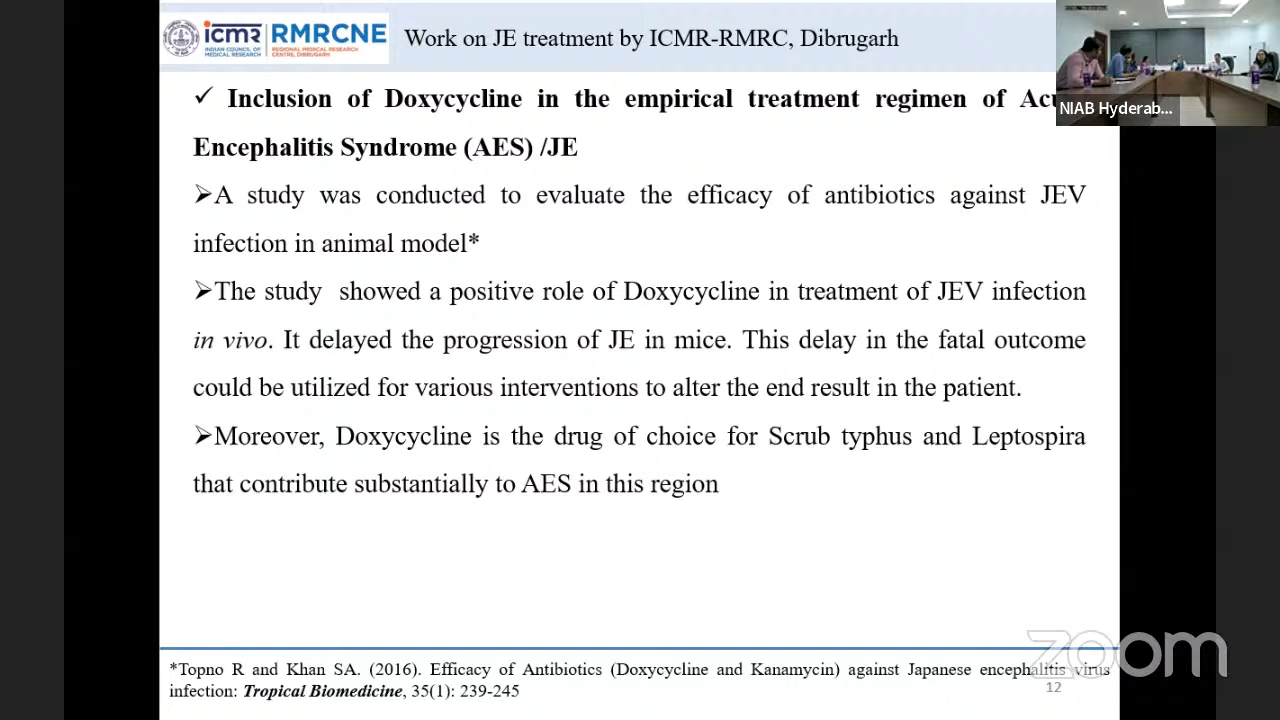 icmr
INDIAN COUNCIL OF
MEDICAL RESEARCH
RMRCNE
REGIONAL MEDICAL RESEARCH
CENTRE, DIBRUGARH
Work on JE treatment by ICMR-RMRC, Dibrugarh
NIAB Hyderab...
✓ Inclusion of Doxycycline in the empirical treatment regimen of Acu
Encephalitis Syndrome (AES) /JE
➢A study was conducted to evaluate the efficacy of antibiotics against JEV
infection in animal model*
➢The study showed a positive role of Doxycycline in treatment of JEV infection
in vivo. It delayed the progression of JE in mice. This delay in the fatal outcome
could be utilized for various interventions to alter the end result in the patient.
➢Moreover, Doxycycline is the drug of choice for Scrub typhus and Leptospira
that contribute substantially to AES in this region
zoom
*Topno R and Khan SA. (2016). Efficacy of Antibiotics (Doxycycline and Kanamycin) against Japanese encephalitis virus
infection: Tropical Biomedicine, 35(1): 239-245
12